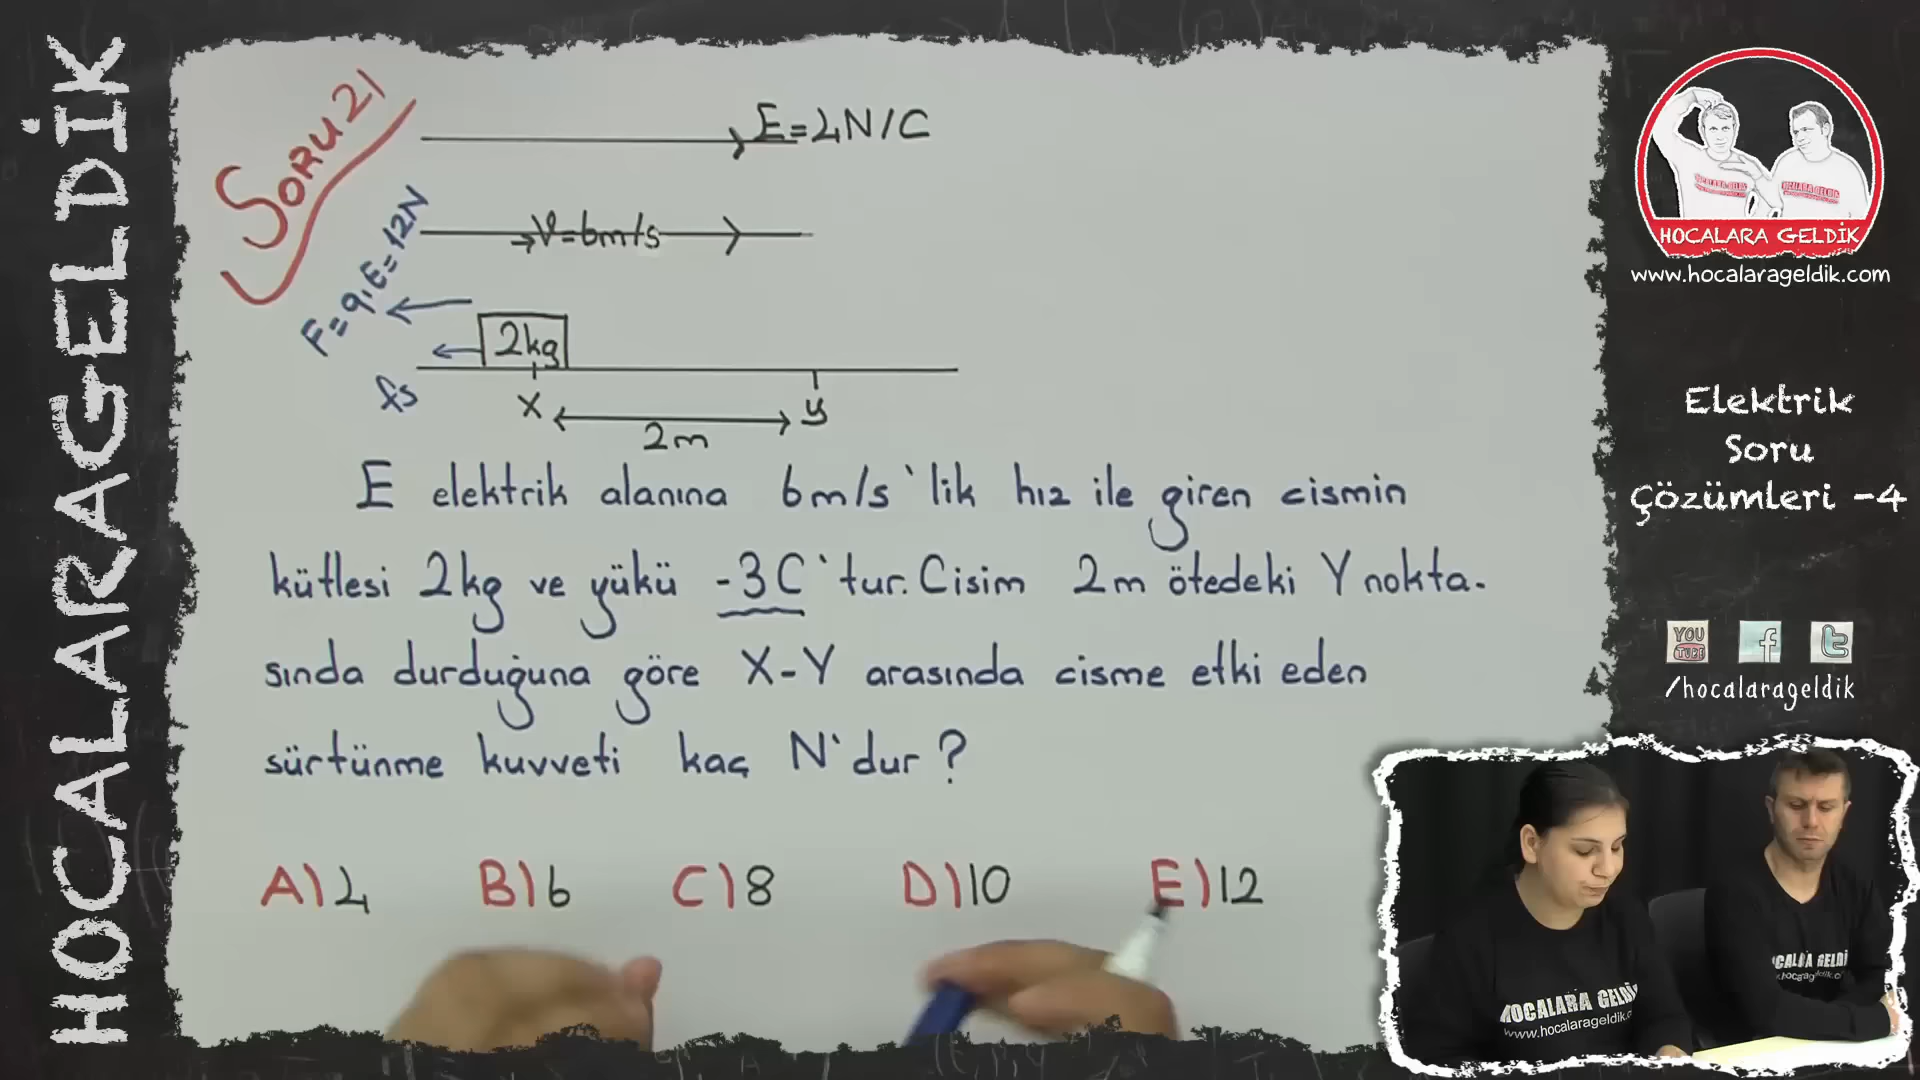 HOCALARAGELDİK
SORU 21
E=4N/C
V=6m/s
F=q.E=12N
2kg
fs
X
y
2m
E elektrik alanına 6m/s'lik hız ile giren cismin
kütlesi 2kg ve yükü -3C'tur. Cisim 2m ötedeki Y nokta-
sında durduğuna göre X-Y arasında cisme etki eden
sürtünme kuvveti kaç N'dur?
A) 4 B) 6 C) 8 D) 10 E) 12
HOCALARA GELDİK
www.hocalarageldik.com
Elektrik
Soru
Çözümleri -4
YOU
TUBE
f
t
/hocalarageldik
HOCALARA GELDİK
www.hocalarageldik.c